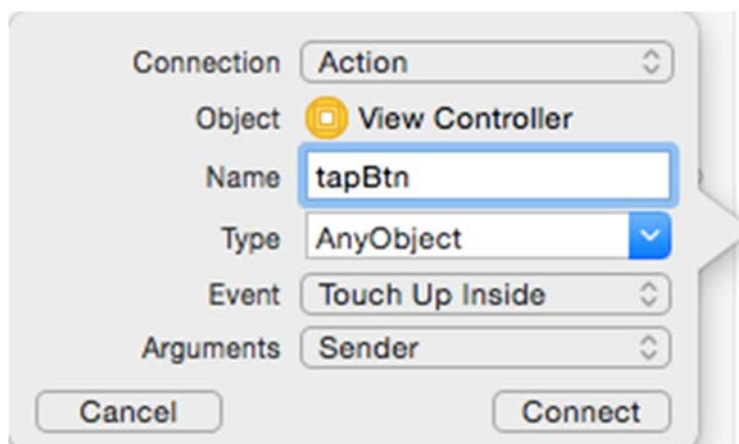 Connection Action
Object View Controller
Name tapBtn
Type AnyObject
Event Touch Up Inside
Arguments Sender
Cancel Connect